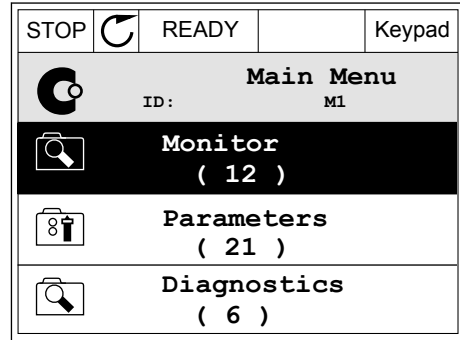 STOP READY Keypad
Main Menu
ID: M1
Monitor
( 12 )
Parameters
( 21 )
Diagnostics
( 6 )